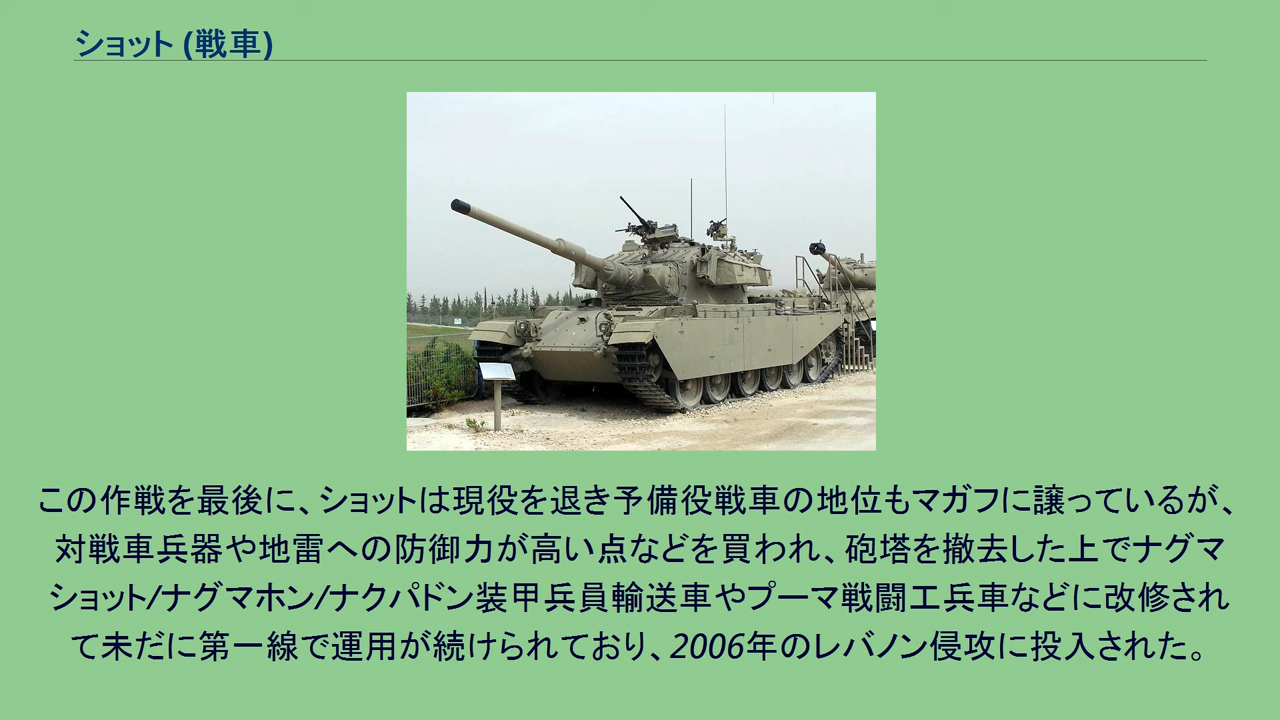 ショット (戦車)
この作戦を最後に、ショットは現役を退き予備役戦車の地位もマガフに譲っているが、
対戦車兵器や地雷への防御力が高い点などを買われ、砲塔を撤去した上でナグマ
ショット/ナグマホン/ナクパドン装甲兵員輸送車やプーマ戦闘工兵車などに改修され
て未だに第一線で運用が続けられており、2006年のレバノン侵攻に投入された。